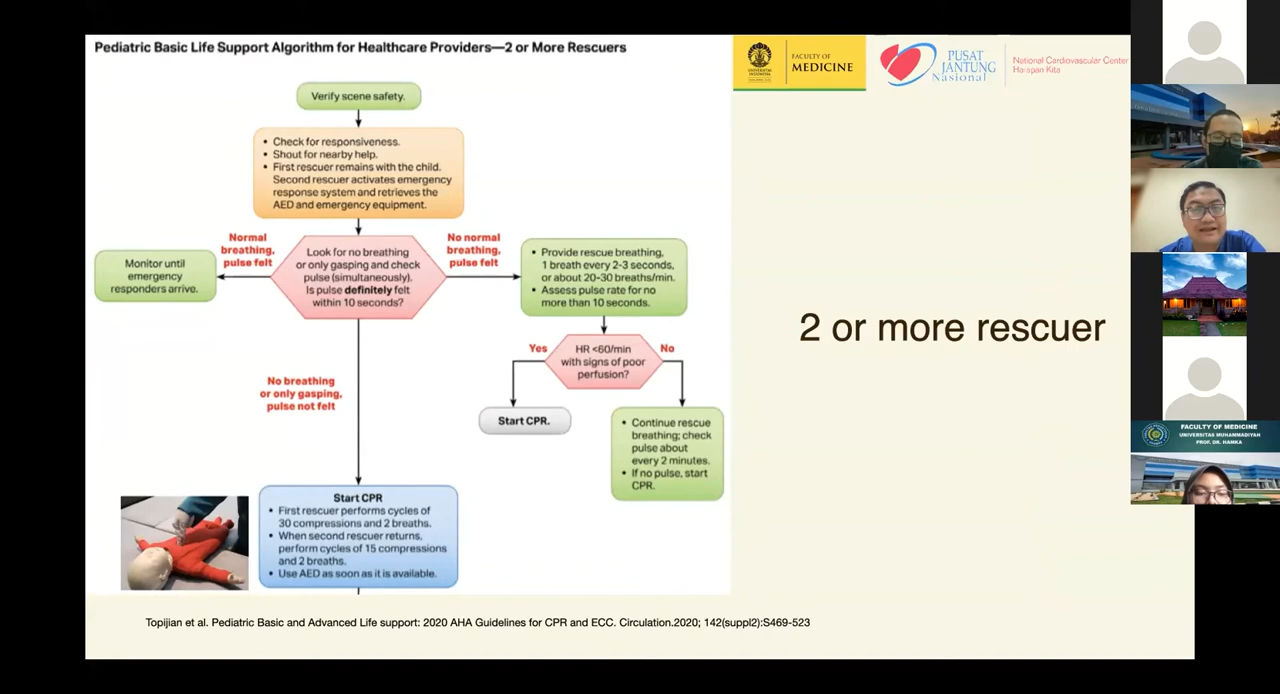 Pediatric Basic Life Support Algorithm for Healthcare Providers—2 or More Rescuers
Verify scene safety.
• Check for responsiveness.
• Shout for nearby help.
• First rescuer remains with the child.
Second rescuer activates emergency
response system and retrieves the
AED and emergency equipment.
Normal
breathing,
pulse felt
No normal
breathing,
pulse felt
Monitor until
emergency
responders arrive.
Look for no breathing
or only gasping and check
pulse (simultaneously).
Is pulse definitely felt
within 10 seconds?
• Provide rescue breathing,
1 breath every 2-3 seconds,
or about 20-30 breaths/min.
• Assess pulse rate for no
more than 10 seconds.
Yes
HR <60/min
with signs of poor
perfusion?
No
No breathing
or only gasping,
pulse not felt
Start CPR.
• Continue rescue
breathing; check
pulse about
every 2 minutes.
• If no pulse, start
CPR.
Start CPR
• First rescuer performs cycles of
30 compressions and 2 breaths.
• When second rescuer returns,
perform cycles of 15 compressions
and 2 breaths.
• Use AED as soon as it is available.
UNIVERSITAS
INDONESIA
FACULTY OF
MEDICINE
PUSAT
JANTUNG
Nasional
National Cardiovascular Center
Harapan Kita
2 or more rescuer
FACULTY OF MEDICINE
UNIVERSITAS MUHAMMADIYAH
PROF. DR. HAMKA
Topijian et al. Pediatric Basic and Advanced Life support: 2020 AHA Guidelines for CPR and ECC. Circulation.2020; 142(suppl2):S469-523